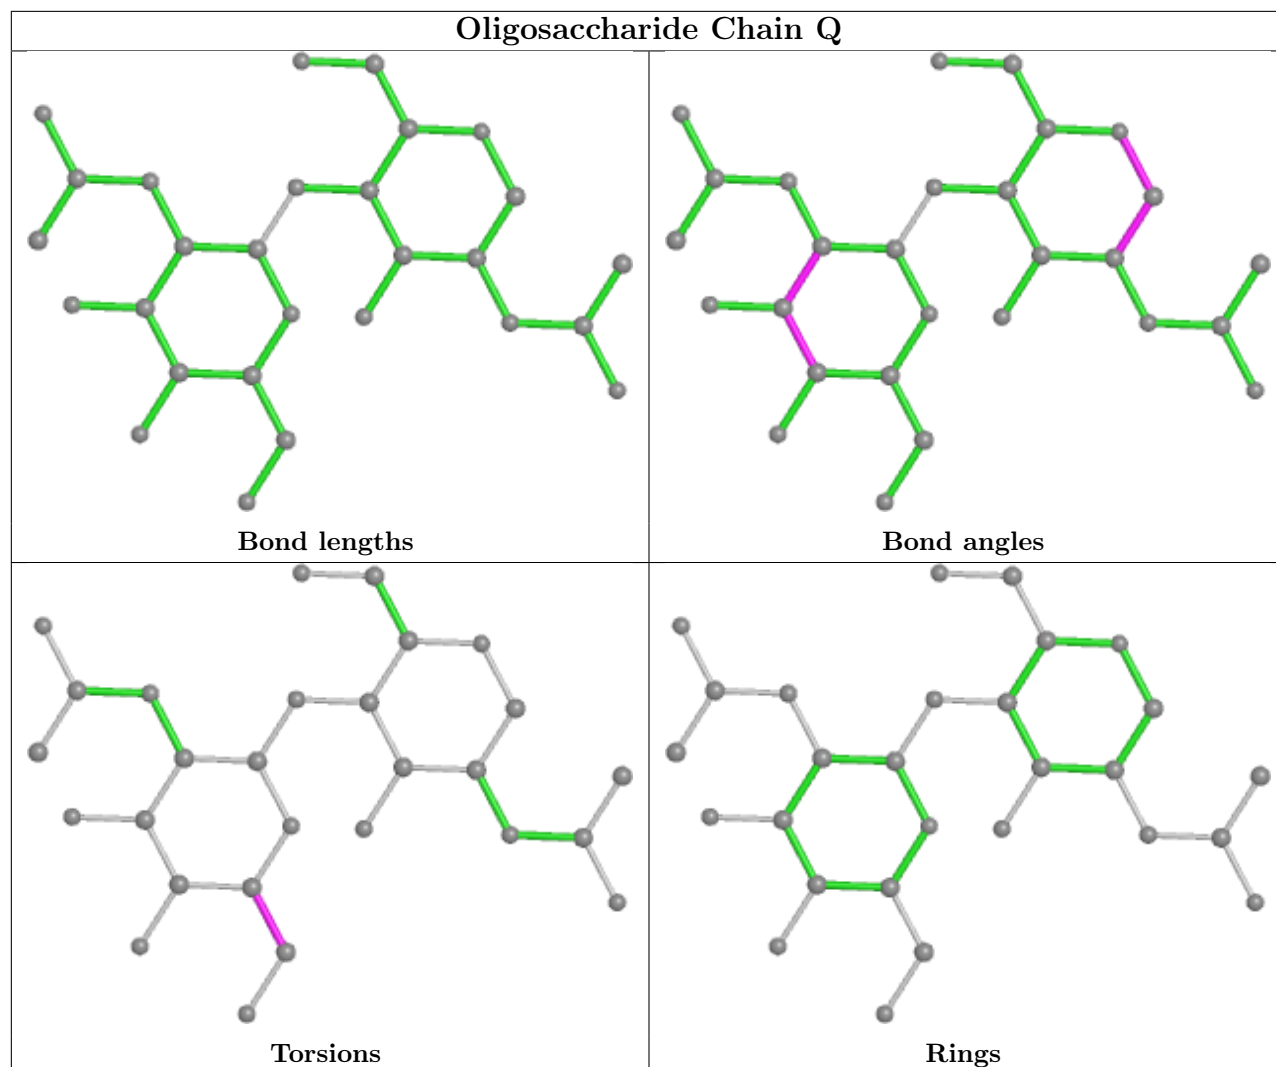 Oligosaccharide Chain Q
Bond lengths
Bond angles
Torsions
Rings